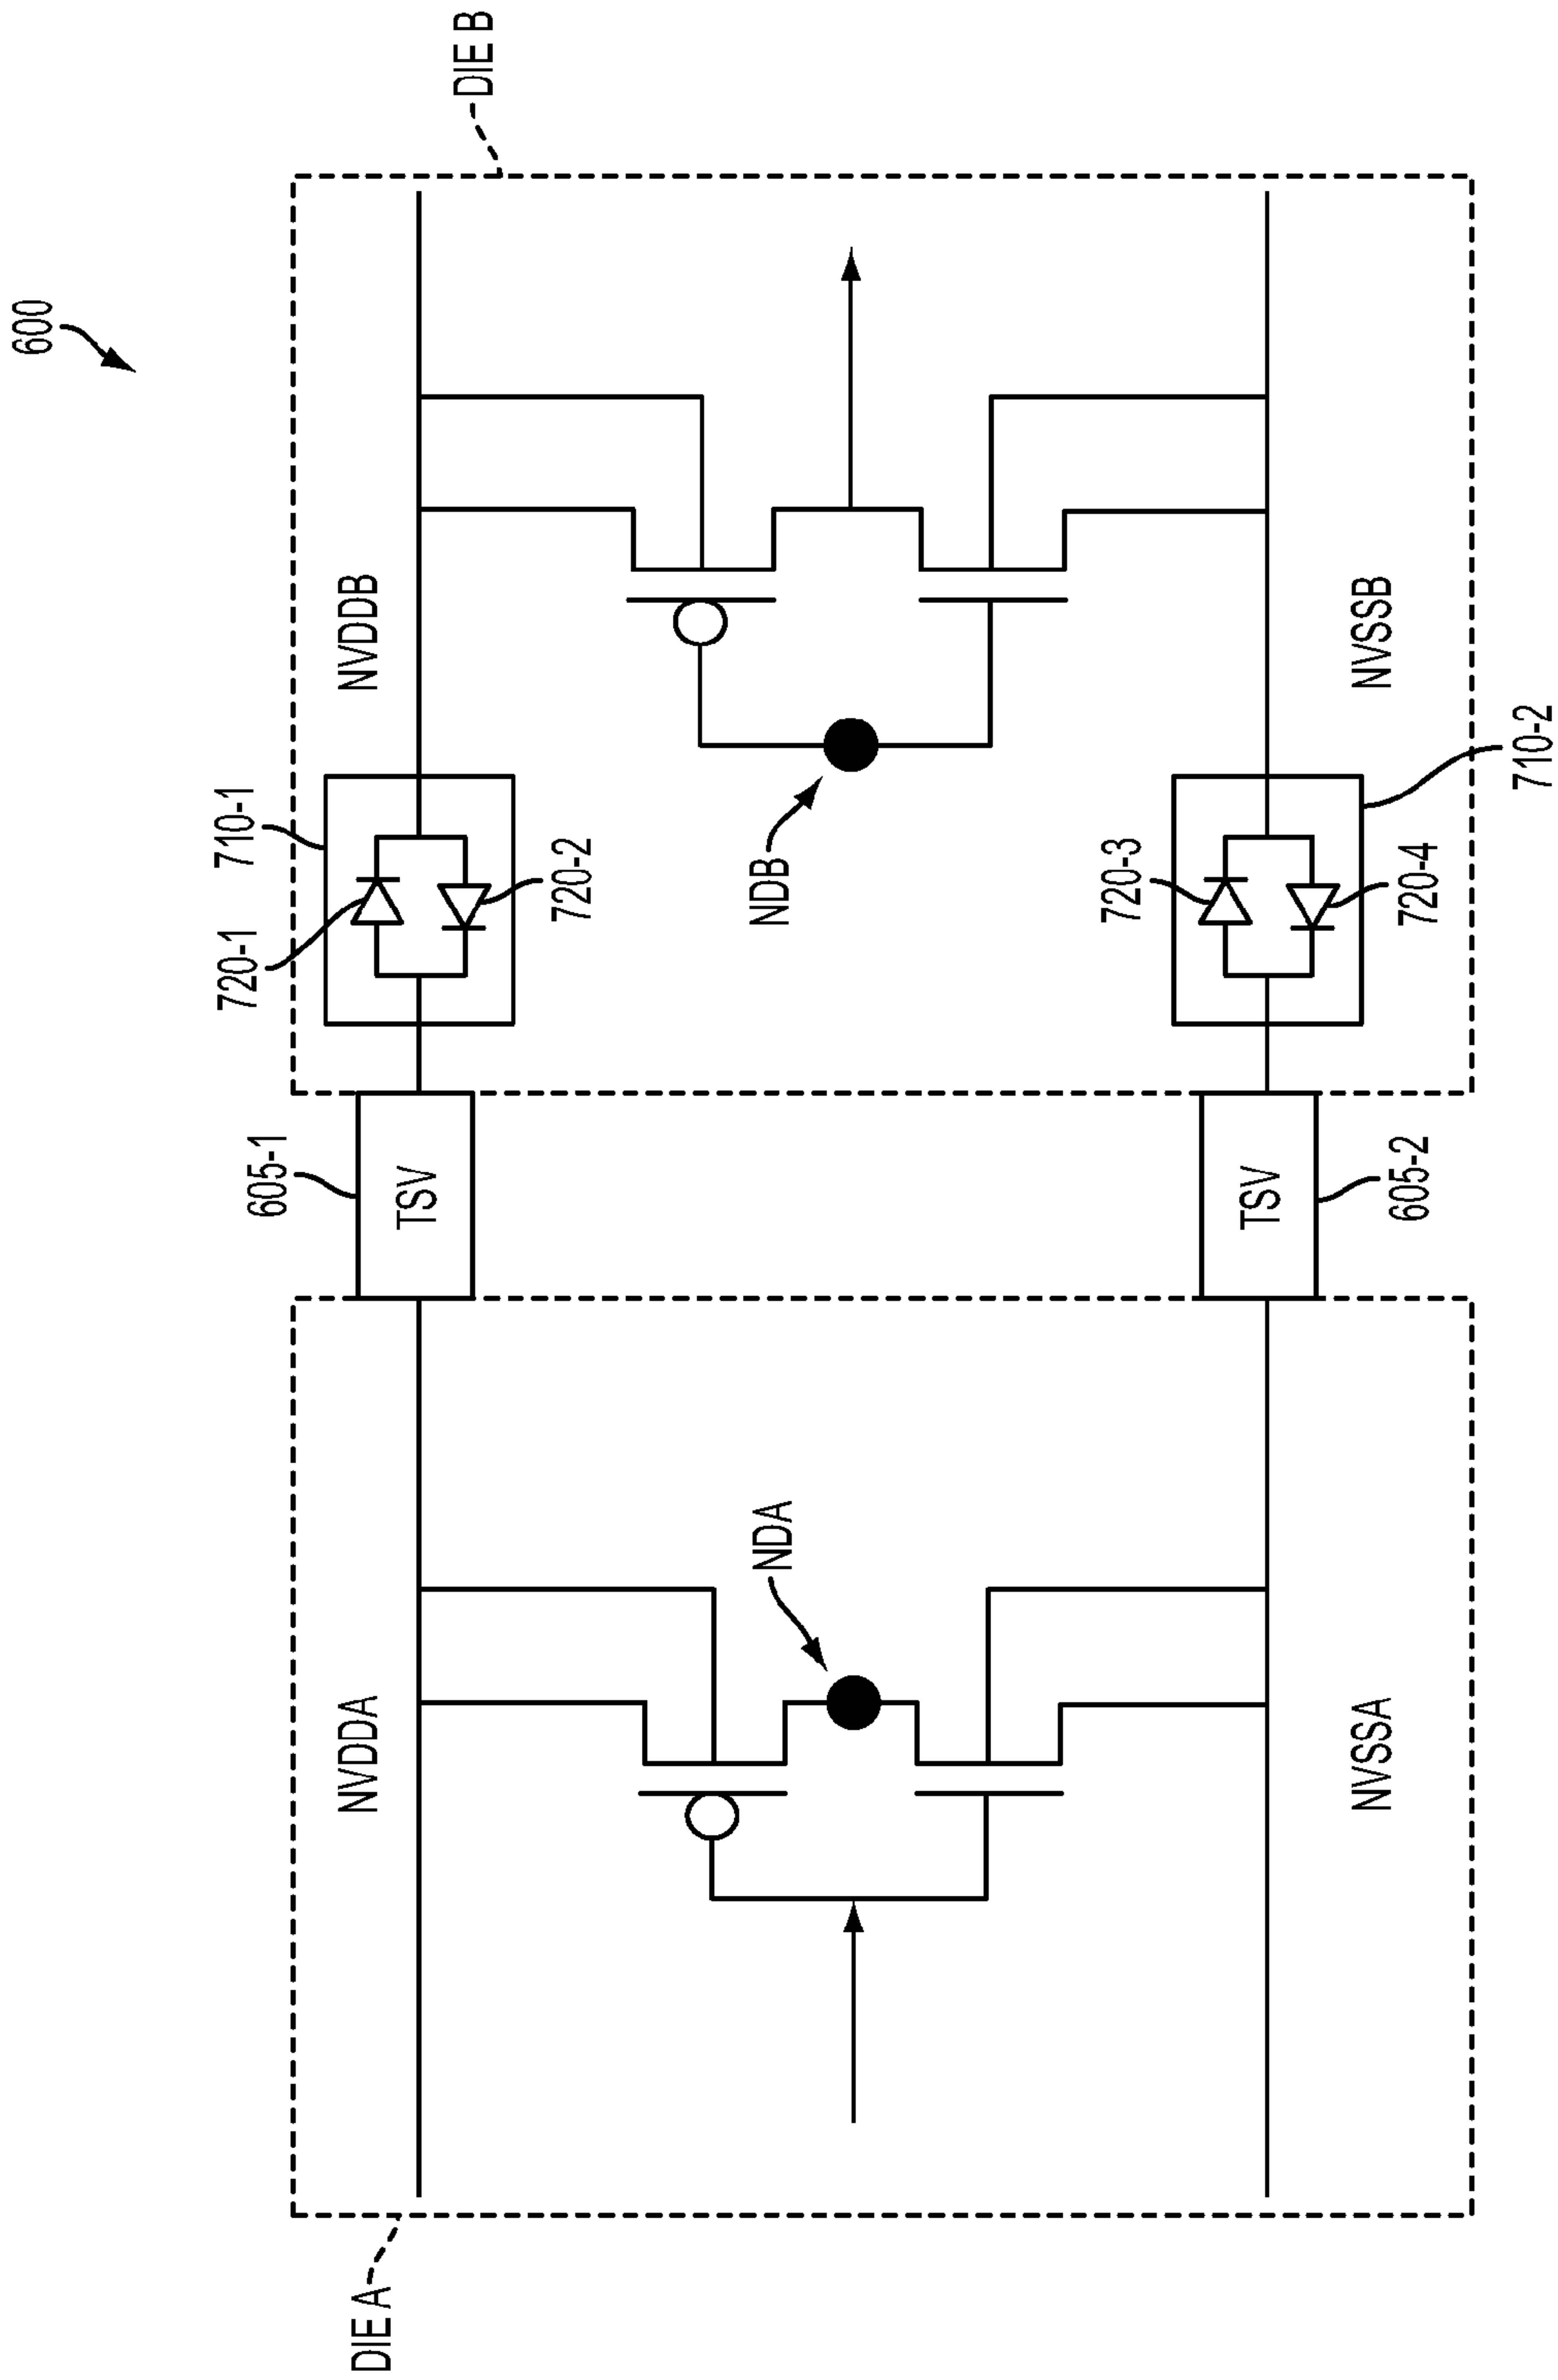 600
DIE A
DIE B
NVDDA
605-1
TSV
720-1
710-1
NVDDB
720-2
NDA
NDB
720-3
605-2
TSV
720-4
NVSSA
NVSSB
710-2